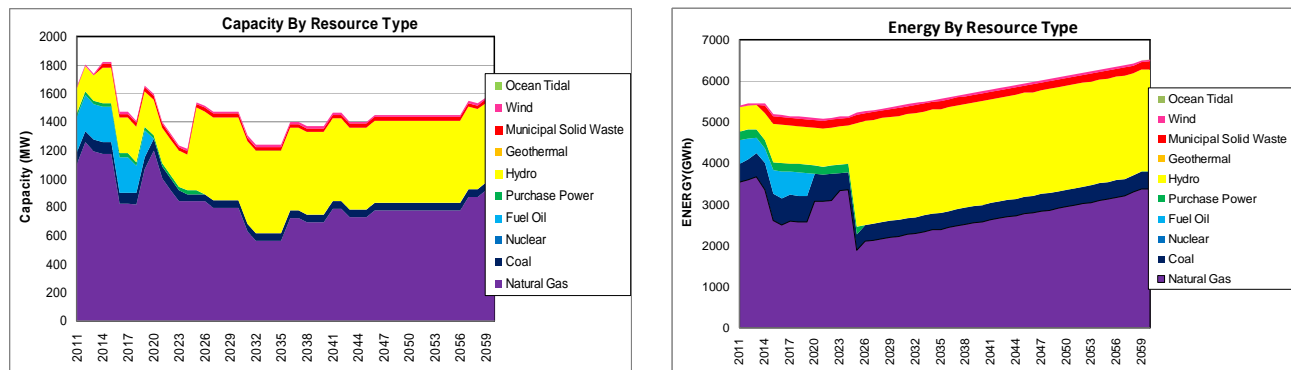 Capacity By Resource Type
2000
1800
1600
1400
1200
1000
800
600
400
200
0
Capacity (MW)
2011
2014
2017
2020
2023
2026
2029
2032
2035
2038
2041
2044
2047
2050
2053
2056
2059
Ocean Tidal
Wind
Municipal Solid Waste
Geothermal
Hydro
Purchase Power
Fuel Oil
Nuclear
Coal
Natural Gas
Energy By Resource Type
7000
6000
5000
4000
3000
2000
1000
0
ENERGY(GWh)
2011
2014
2017
2020
2023
2026
2029
2032
2035
2038
2041
2044
2047
2050
2053
2056
2059
Ocean Tidal
Wind
Municipal Solid Waste
Geothermal
Hydro
Purchase Power
Fuel Oil
Nuclear
Coal
Natural Gas